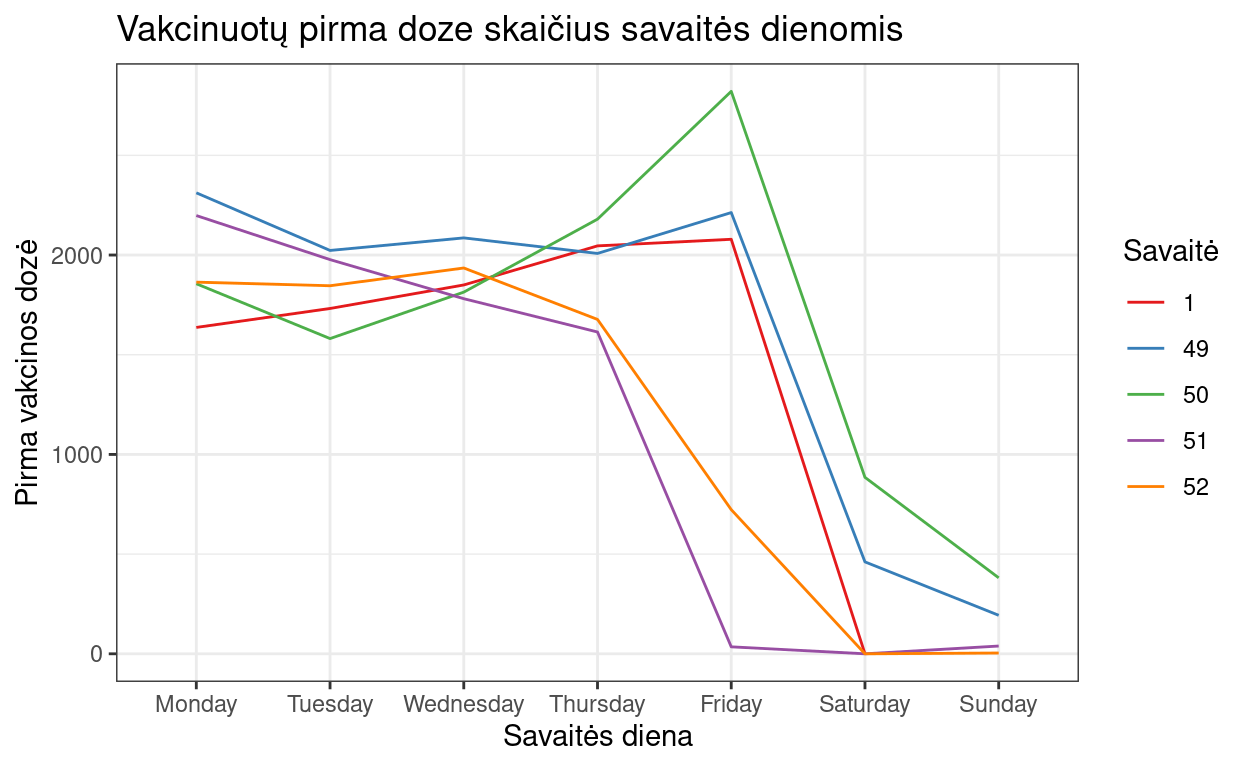 Vakcinuotų pirma doze skaičius savaitės dienomis
Pirma vakcinos dozė
2000
1000
0
Monday Tuesday Wednesday Thursday Friday Saturday Sunday
Savaitės diena
Savaitė
1
49
50
51
52